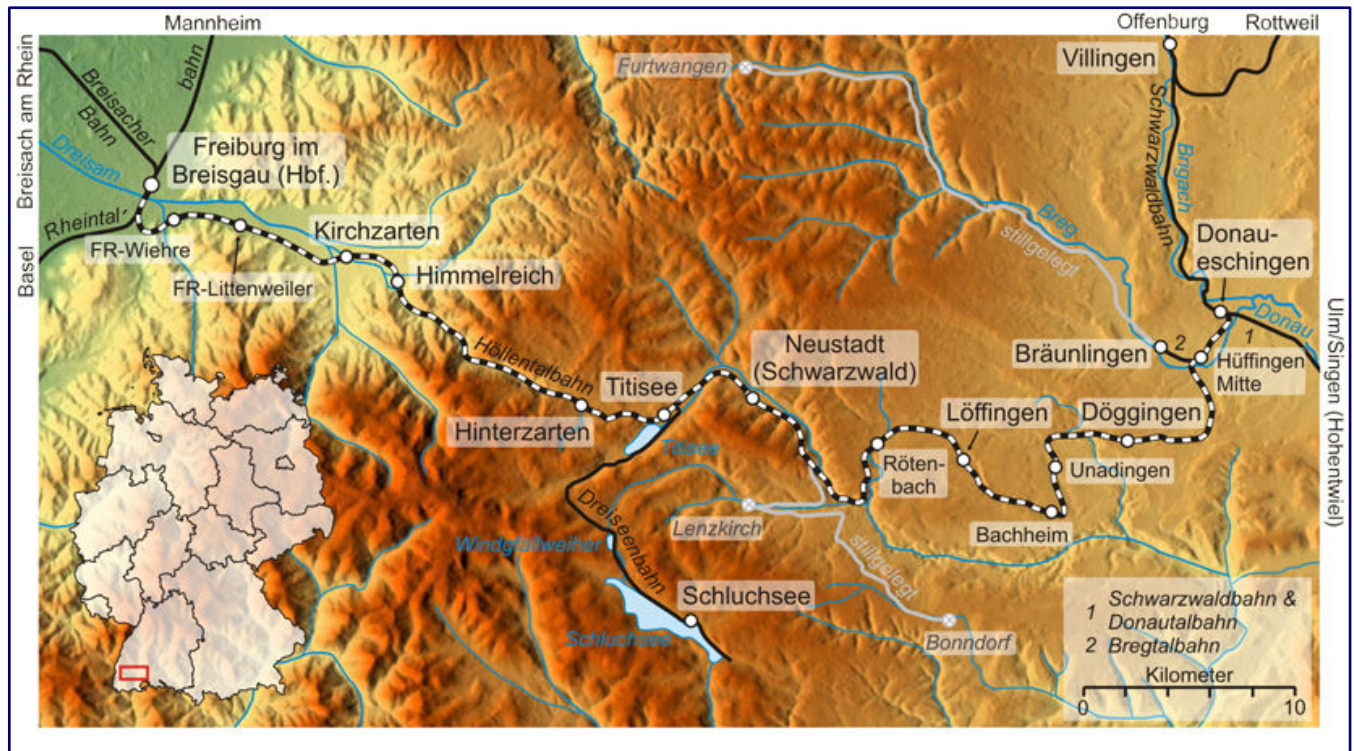 Mannheim
Offenburg
Rottweil
Breisach am Rhein
Basel
Ulm/Singen (Hohentwiel)
Breisacher
Bahn
bahn
Rheintal-
Dreisam
Freiburg im
Breisgau (Hbf.)
FR-Wiehre
FR-Littenweiler
Kirchzarten
Himmelreich
Höllentalbahn
Hinterzarten
Titisee
Titisee
Neustadt
(Schwarzwald)
Furtwangen
Breg
stillgelegt
Villingen
Schwarzwaldbahn
Brigach
Donau-
eschingen
Donau
1
2
Bräunlingen
Hüffingen
Mitte
Döggingen
Unadingen
Löffingen
Röten-
bach
Bachheim
Lenzkirch
stillgelegt
Bonndorf
Dreiseenbahn
Windgfällweiher
Schluchsee
Schluchsee
1 Schwarzwaldbahn &
Donautalbahn
2 Bregtalbahn
Kilometer
0 10